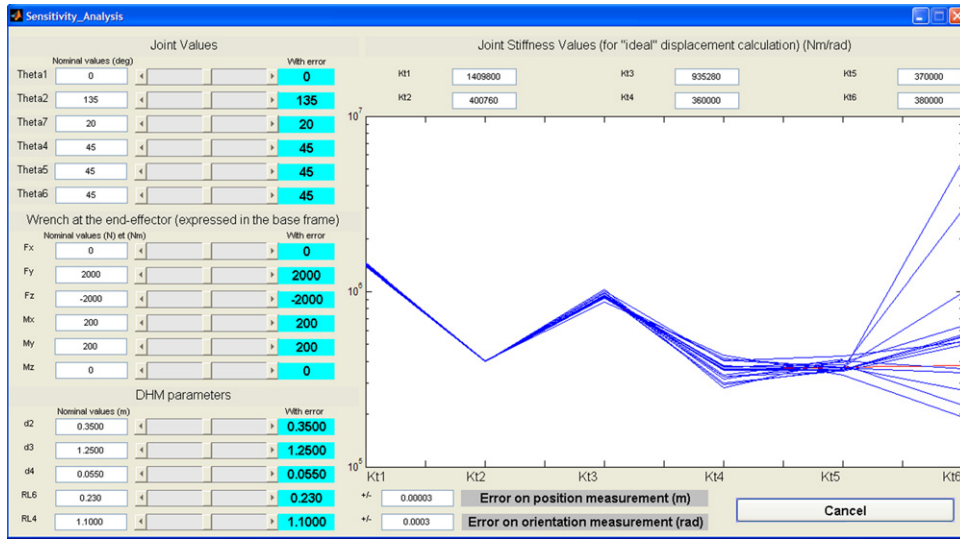 Sensitivity_Analysis
Joint Values
Nominal values (deg) With error
Theta1 0 0
Theta2 135 135
Theta7 20 20
Theta4 45 45
Theta5 45 45
Theta6 45 45
Wrench at the end-effector (expressed in the base frame)
Nominal values (N) et (Nm) With error
Fx 0 0
Fy 2000 2000
Fz -2000 -2000
Mx 200 200
My 200 200
Mz 0 0
DHM parameters
Nominal values (m) With error
d2 0.3500 0.3500
d3 1.2500 1.2500
d4 0.0550 0.0550
RL6 0.230 0.230
RL4 1.1000 1.1000
Joint Stiffness Values (for "ideal" displacement calculation) (Nm/rad)
Kt1 1409800 Kt3 935280 Kt5 370000
Kt2 400760 Kt4 360000 Kt6 380000
10^7
10^6
10^5
Kt1 Kt2 Kt3 Kt4 Kt5 Kt6
+/- 0.00003 Error on position measurement (m)
+/- 0.0003 Error on orientation measurement (rad)
Cancel